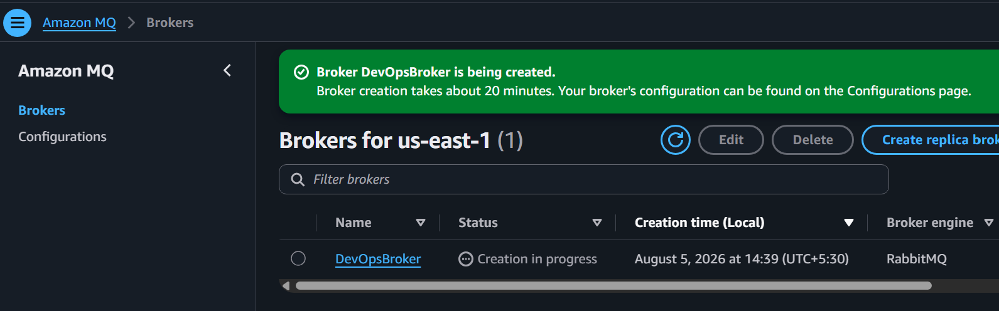 Amazon MQ > Brokers
Amazon MQ
Brokers
Configurations
Broker DevOpsBroker is being created.
Broker creation takes about 20 minutes. Your broker's configuration can be found on the Configurations page.
Brokers for us-east-1 (1)
Edit
Delete
Create replica brok
Filter brokers
Name Status Creation time (Local) Broker engine
DevOpsBroker Creation in progress August 5, 2026 at 14:39 (UTC+5:30) RabbitMQ